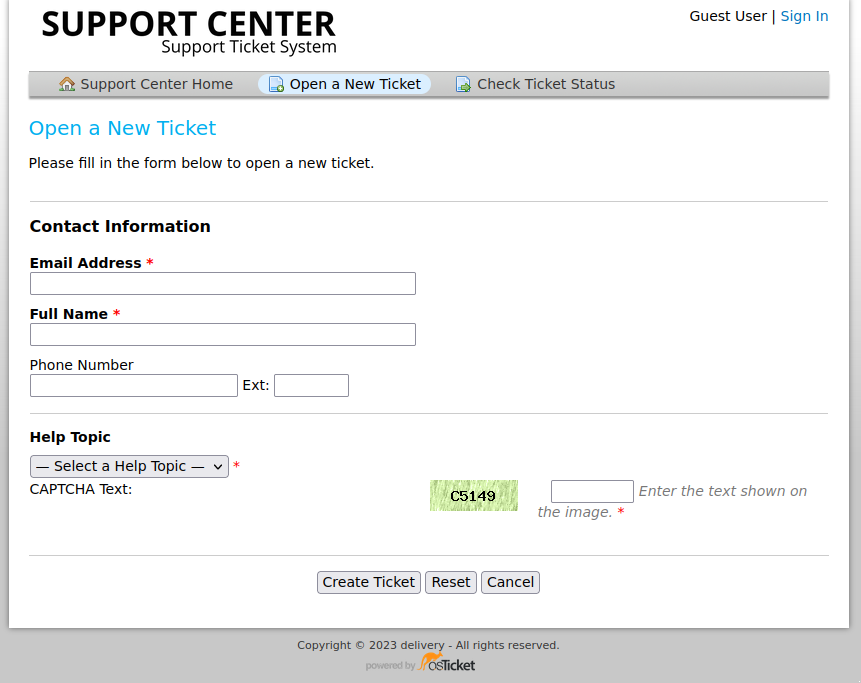 SUPPORT CENTER
Support Ticket System
Guest User | Sign In
Support Center Home Open a New Ticket Check Ticket Status
Open a New Ticket
Please fill in the form below to open a new ticket.
Contact Information
Email Address *
Full Name *
Phone Number
Ext:
Help Topic
— Select a Help Topic — *
CAPTCHA Text: C5149 Enter the text shown on
the image. *
Create Ticket Reset Cancel
Copyright © 2023 delivery - All rights reserved.
powered by osTicket